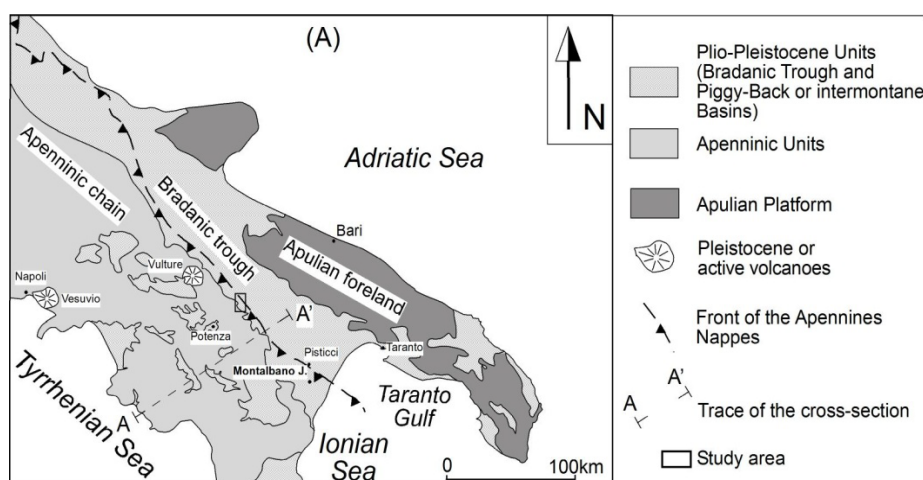 (A)
N
Adriatic Sea
Apenninic chain
Bradanic trough
Bari
Apulian foreland
Vulture
Napoli
Vesuvio
A'
Potenza
Taranto
Pisticci
Montalbano J.
Tyrrhenian Sea
A
Taranto
Gulf
Ionian
Sea
0 100km
Plio-Pleistocene Units
(Bradanic Trough and
Piggy-Back or intermontane
Basins)
Apenninic Units
Apulian Platform
Pleistocene or
active volcanoes
Front of the Apennines
Nappes
A'
A
Trace of the cross-section
Study area